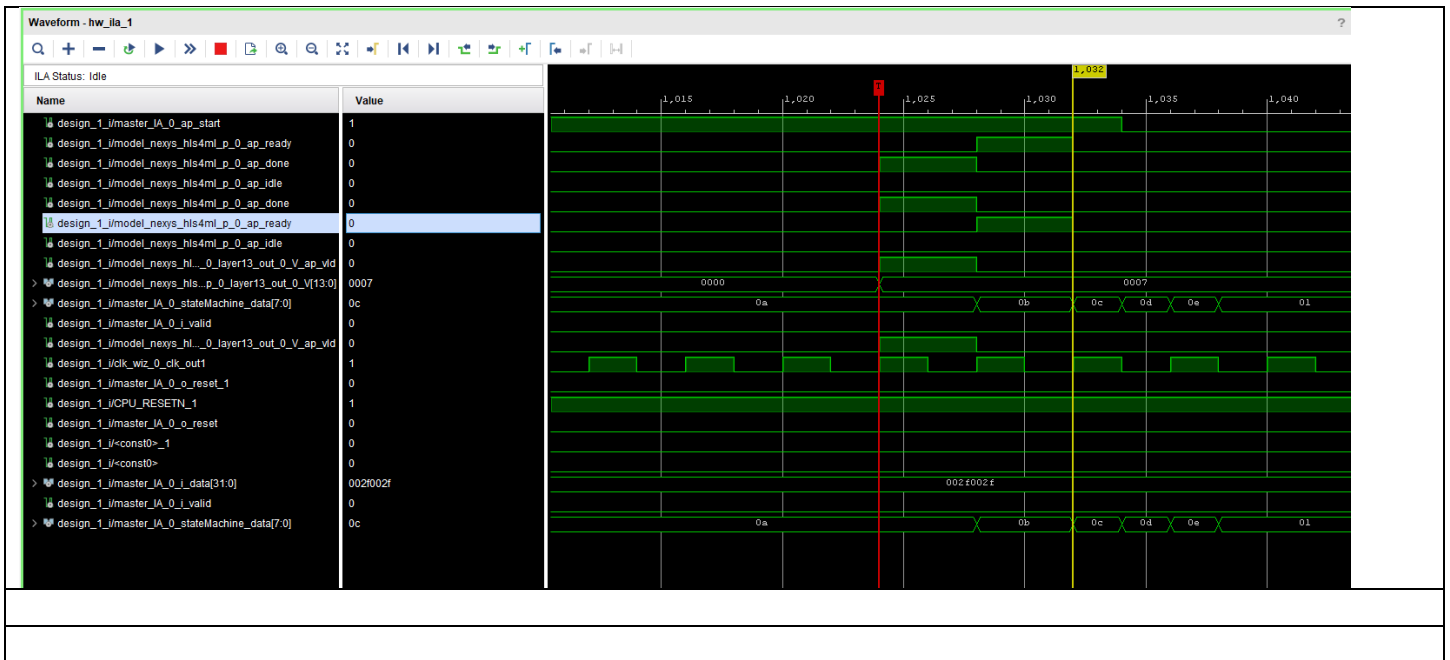 Waveform - hw_ila_1
?
ILA Status: Idle
1,032
T
Name Value
1,015 1,020 1,025 1,030 1,035 1,040
design_1_i/master_IA_0_ap_start 1
design_1_i/model_nexys_hls4ml_p_0_ap_ready 0
design_1_i/model_nexys_hls4ml_p_0_ap_done 0
design_1_i/model_nexys_hls4ml_p_0_ap_idle 0
design_1_i/model_nexys_hls4ml_p_0_ap_done 0
design_1_i/model_nexys_hls4ml_p_0_ap_ready 0
design_1_i/model_nexys_hls4ml_p_0_ap_idle 0
design_1_i/model_nexys_hl..._0_layer13_out_0_V_ap_vld 0
design_1_i/model_nexys_hls...p_0_layer13_out_0_V[13:0] 0007 0000 0007
design_1_i/master_IA_0_stateMachine_data[7:0] 0c 0a 0b 0c 0d 0e 01
design_1_i/master_IA_0_i_valid 0
design_1_i/model_nexys_hl..._0_layer13_out_0_V_ap_vld 0
design_1_i/clk_wiz_0_clk_out1 1
design_1_i/master_IA_0_o_reset_1 0
design_1_i/CPU_RESETN_1 1
design_1_i/master_IA_0_o_reset 0
design_1_i/<const0>_1 0
design_1_i/<const0> 0
design_1_i/master_IA_0_i_data[31:0] 002f002f 002f002f
design_1_i/master_IA_0_i_valid 0
design_1_i/master_IA_0_stateMachine_data[7:0] 0c 0a 0b 0c 0d 0e 01